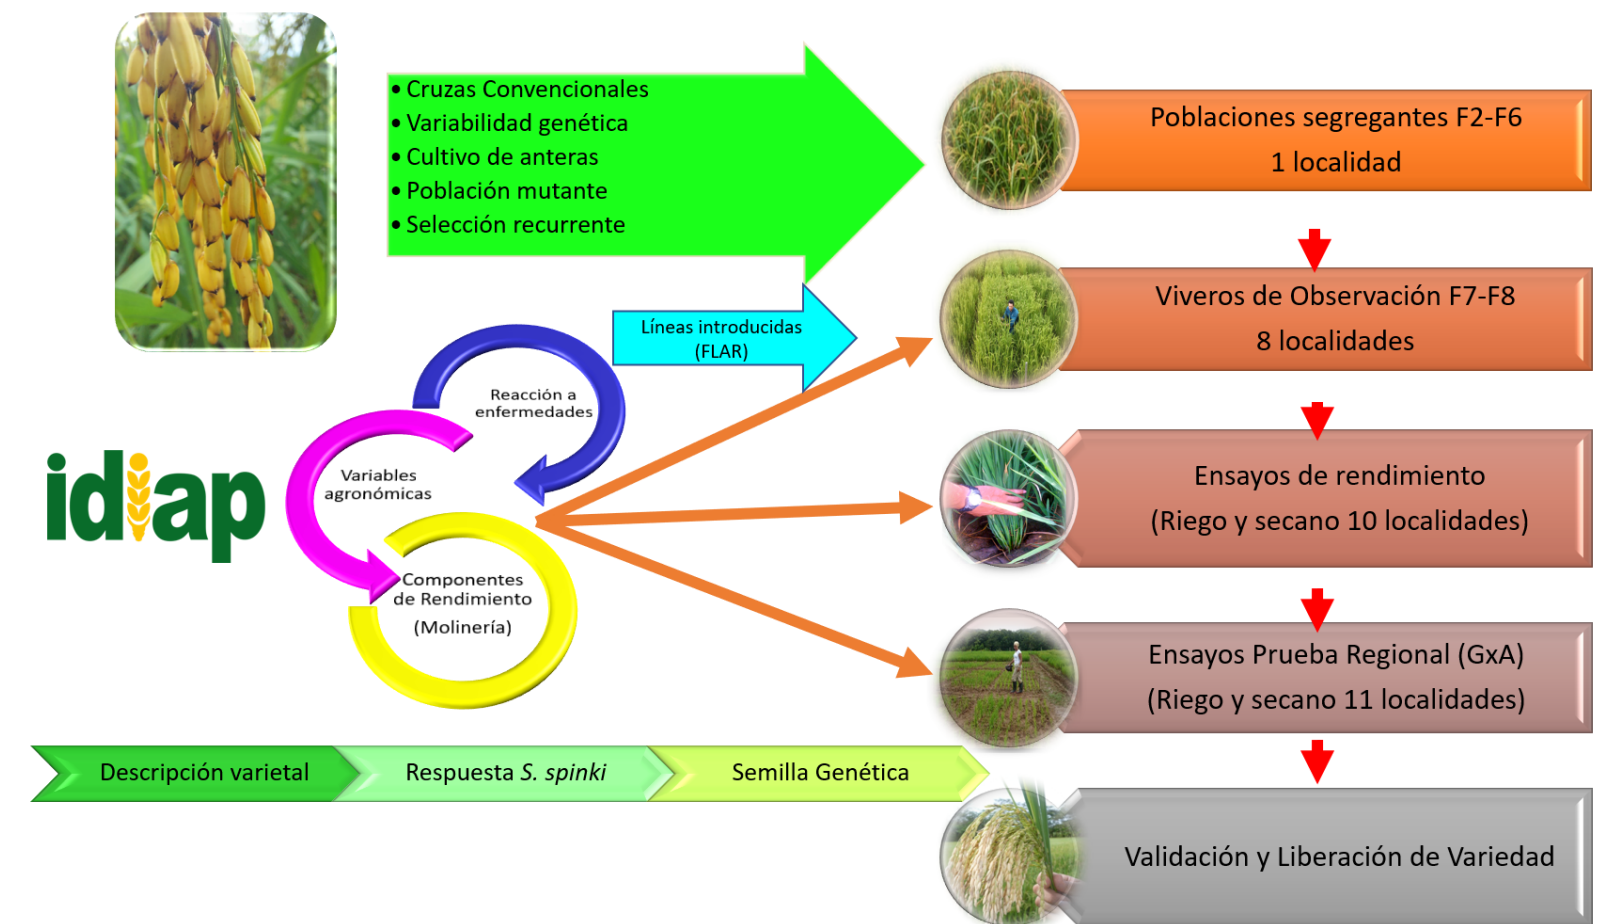 • Cruzas Convencionales
• Variabilidad genética
• Cultivo de anteras
• Población mutante
• Selección recurrente
Poblaciones segregantes F2-F6
1 localidad
Líneas introducidas
(FLAR)
Viveros de Observación F7-F8
8 localidades
Reacción a
enfermedades
Variables
agronómicas
Componentes
de Rendimiento
(Molinería)
idiap
Ensayos de rendimiento
(Riego y secano 10 localidades)
Ensayos Prueba Regional (GxA)
(Riego y secano 11 localidades)
Descripción varietal
Respuesta S. spinki
Semilla Genética
Validación y Liberación de Variedad